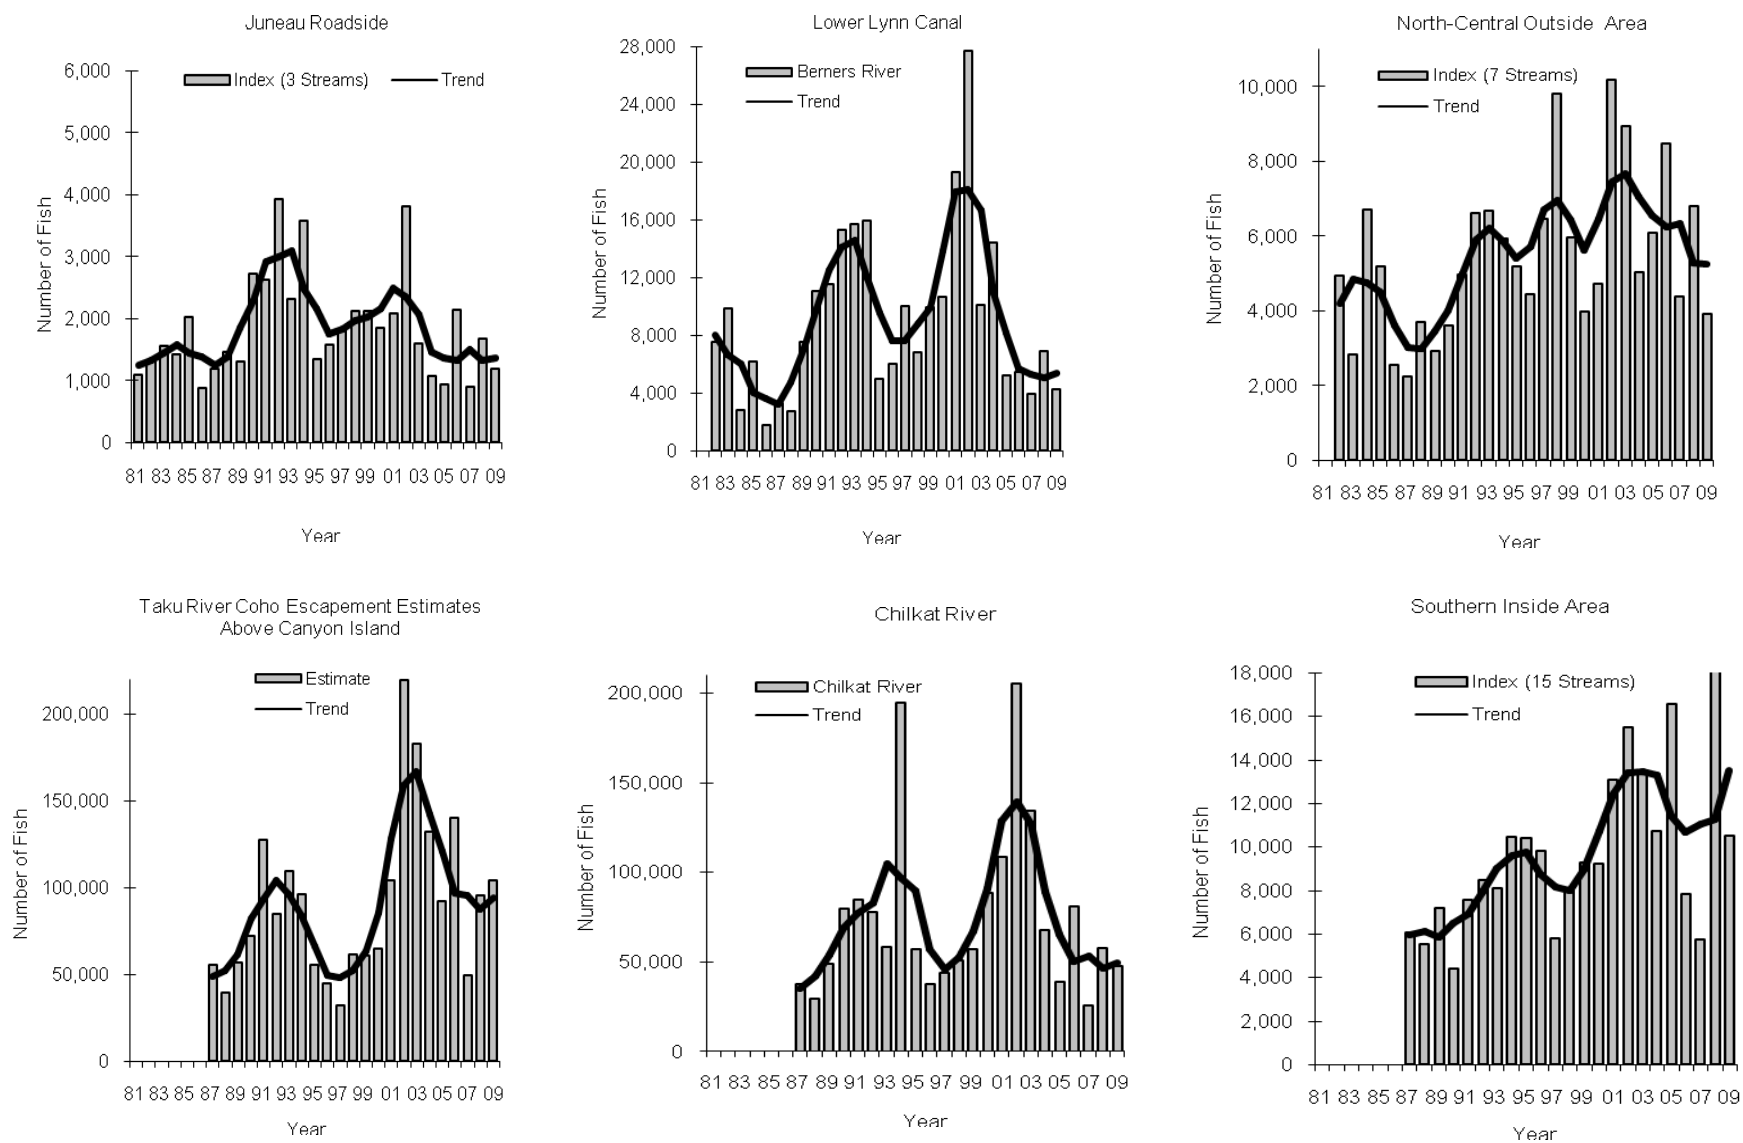 Juneau Roadside
Index (3 Streams)
Trend
6,000
5,000
4,000
3,000
2,000
1,000
0
Number of Fish
81 83 85 87 89 91 93 95 97 99 01 03 05 07 09
Year
Lower Lynn Canal
Berners River
Trend
28,000
24,000
20,000
16,000
12,000
8,000
4,000
0
Number of Fish
81 83 85 87 89 91 93 95 97 99 01 03 05 07 09
Year
North-Central Outside Area
Index (7 Streams)
Trend
10,000
8,000
6,000
4,000
2,000
0
Number of Fish
81 83 85 87 89 91 93 95 97 99 01 03 05 07 09
Year
Taku River Coho Escapement Estimates
Above Canyon Island
Estimate
Trend
200,000
150,000
100,000
50,000
0
Number of Fish
81 83 85 87 89 91 93 95 97 99 01 03 05 07 09
Year
Chilkat River
Chilkat River
Trend
200,000
150,000
100,000
50,000
0
Number of Fish
81 83 85 87 89 91 93 95 97 99 01 03 05 07 09
Year
Southern Inside Area
Index (15 Streams)
Trend
18,000
16,000
14,000
12,000
10,000
8,000
6,000
4,000
2,000
0
Number of Fish
81 83 85 87 89 91 93 95 97 99 01 03 05 07 09
Year